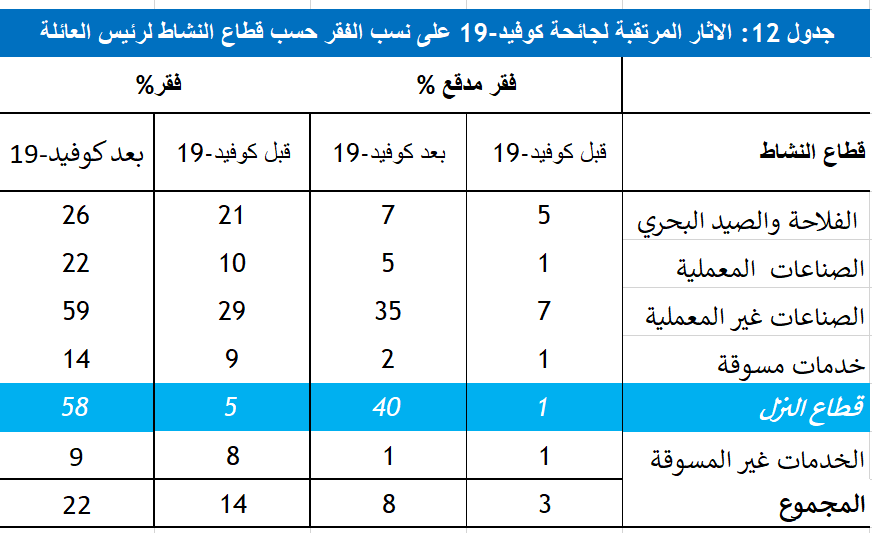 جدول 12: الاثار المرتقبة لجائحة كوفيد-19 على نسب الفقر حسب قطاع النشاط لرئيس العائلة
فقر مدقع % فقر%
قطاع النشاط قبل كوفيد-19 بعد كوفيد-19 قبل كوفيد-19 بعد كوفيد-19
الفلاحة والصيد البحري 5 7 21 26
الصناعات المعملية 1 5 10 22
الصناعات غير المعملية 7 35 29 59
خدمات مسوقة 1 2 9 14
قطاع النزل 1 40 5 58
الخدمات غير المسوقة 1 1 8 9
المجموع 3 8 14 22